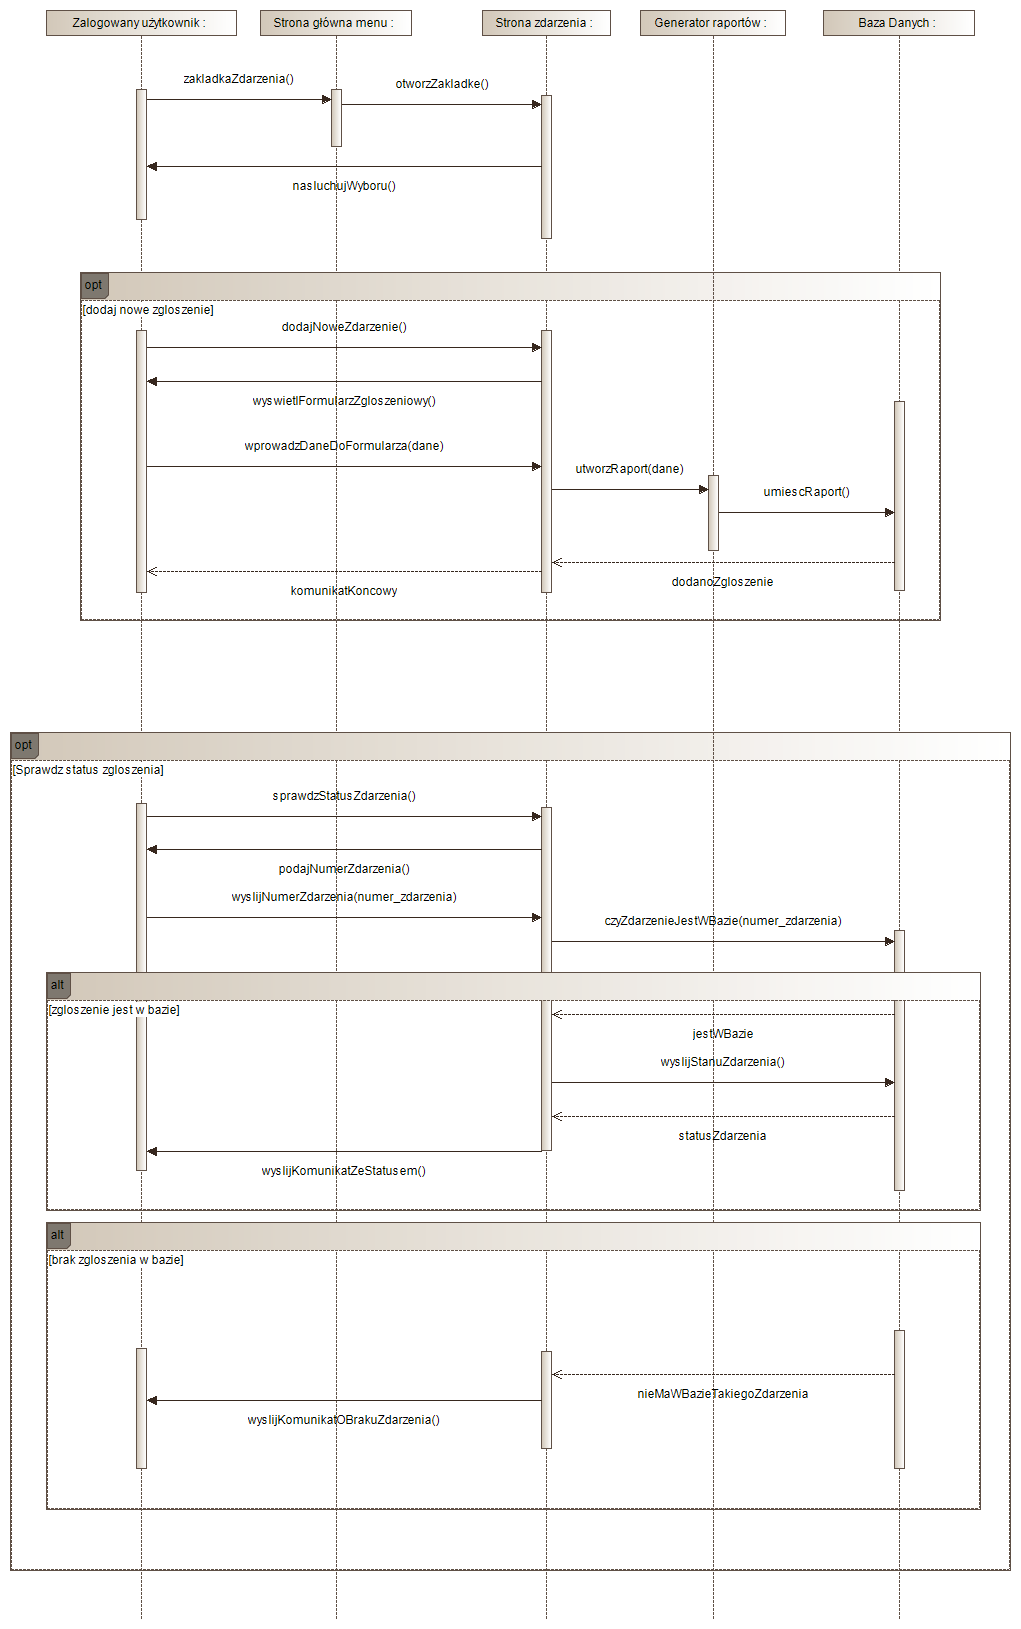 Zalogowany użytkownik :
Strona główna menu :
Strona zdarzenia :
Generator raportów :
Baza Danych :
zakladkaZdarzenia()
otworzZakladke()
nasluchujWyboru()
opt
[dodaj nowe zgloszenie]
dodajNoweZdarzenie()
wyswietlFormularzZgloszeniowy()
wprowadzDaneDoFormularza(dane)
utworzRaport(dane)
umiescRaport()
dodanoZgloszenie
komunikatKoncowy
opt
[Sprawdz status zgloszenia]
sprawdzStatusZdarzenia()
podajNumerZdarzenia()
wyslijNumerZdarzenia(numer_zdarzenia)
czyZdarzenieJestWBazie(numer_zdarzenia)
alt
[zgloszenie jest w bazie]
jestWBazie
wyslijStanuZdarzenia()
statusZdarzenia
wyslijKomunikatZeStatusem()
alt
[brak zgloszenia w bazie]
nieMaWBazieTakiegoZdarzenia
wyslijKomunikatOBrakuZdarzenia()